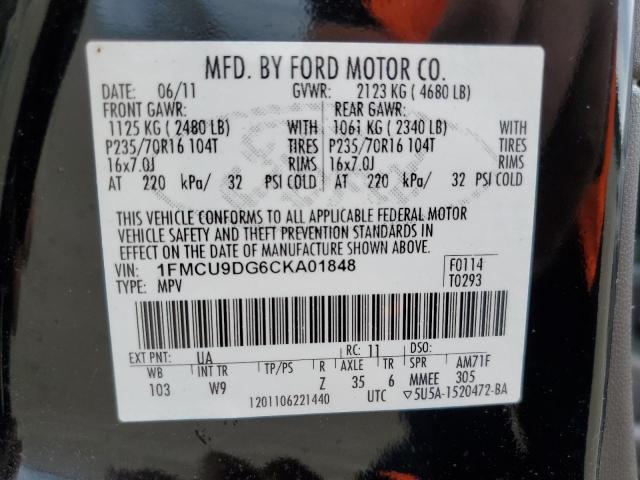 MFD. BY FORD MOTOR CO.
DATE: 06/11 GVWR: 2123 KG ( 4680 LB)
FRONT GAWR: REAR GAWR:
1125 KG ( 2480 LB) WITH 1061 KG ( 2340 LB) WITH
P235/70R16 104T TIRES P235/70R16 104T TIRES
16x7.0J RIMS 16x7.0J RIMS
AT 220 kPa/ 32 PSI COLD AT 220 kPa/ 32 PSI COLD
THIS VEHICLE CONFORMS TO ALL APPLICABLE FEDERAL MOTOR
VEHICLE SAFETY AND THEFT PREVENTION STANDARDS IN
EFFECT ON THE DATE OF MANUFACTURE SHOWN ABOVE.
VIN: 1FMCU9DG6CKA01848 F0114
TYPE: MPV T0293
EXT PNT: UA RC: 11 DSO:
WB INT TR TP/PS R AXLE TR SPR AM71F
103 W9 Z 35 6 MMEE 305
1201106221440 UTC ▽5U5A-1520472-BA